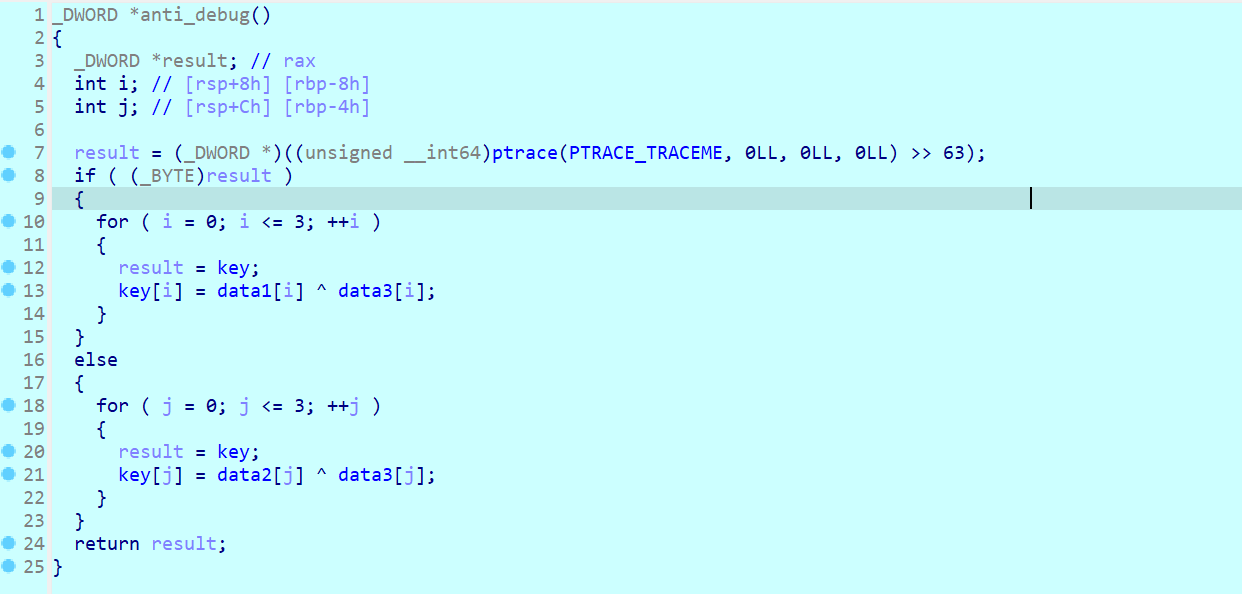 1 _DWORD *anti_debug()
2 {
3   _DWORD *result; // rax
4   int i; // [rsp+8h] [rbp-8h]
5   int j; // [rsp+Ch] [rbp-4h]
6
7   result = (_DWORD *)((unsigned __int64)ptrace(PTRACE_TRACEME, 0LL, 0LL, 0LL) >> 63);
8   if ( (_BYTE)result )
9   {
10     for ( i = 0; i <= 3; ++i )
11     {
12       result = key;
13       key[i] = data1[i] ^ data3[i];
14     }
15   }
16   else
17   {
18     for ( j = 0; j <= 3; ++j )
19     {
20       result = key;
21       key[j] = data2[j] ^ data3[j];
22     }
23   }
24   return result;
25 }